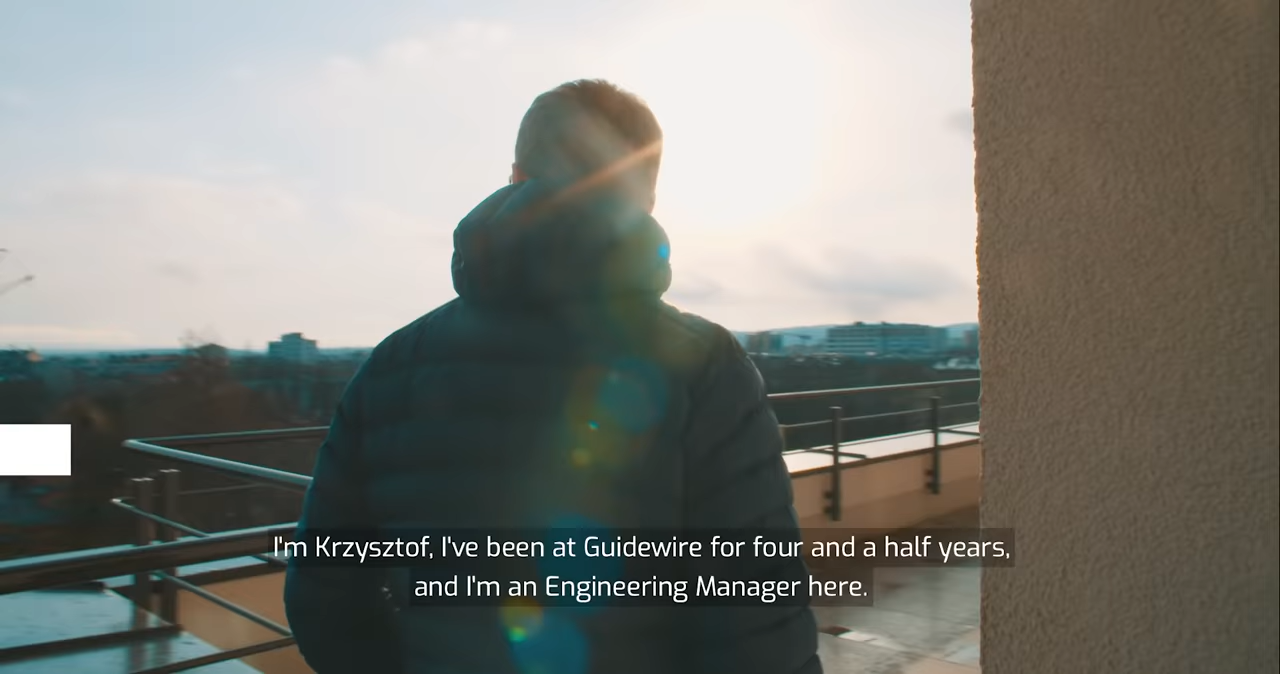 I'm Krzysztof, I've been at Guidewire for four and a half years,
and I'm an Engineering Manager here.